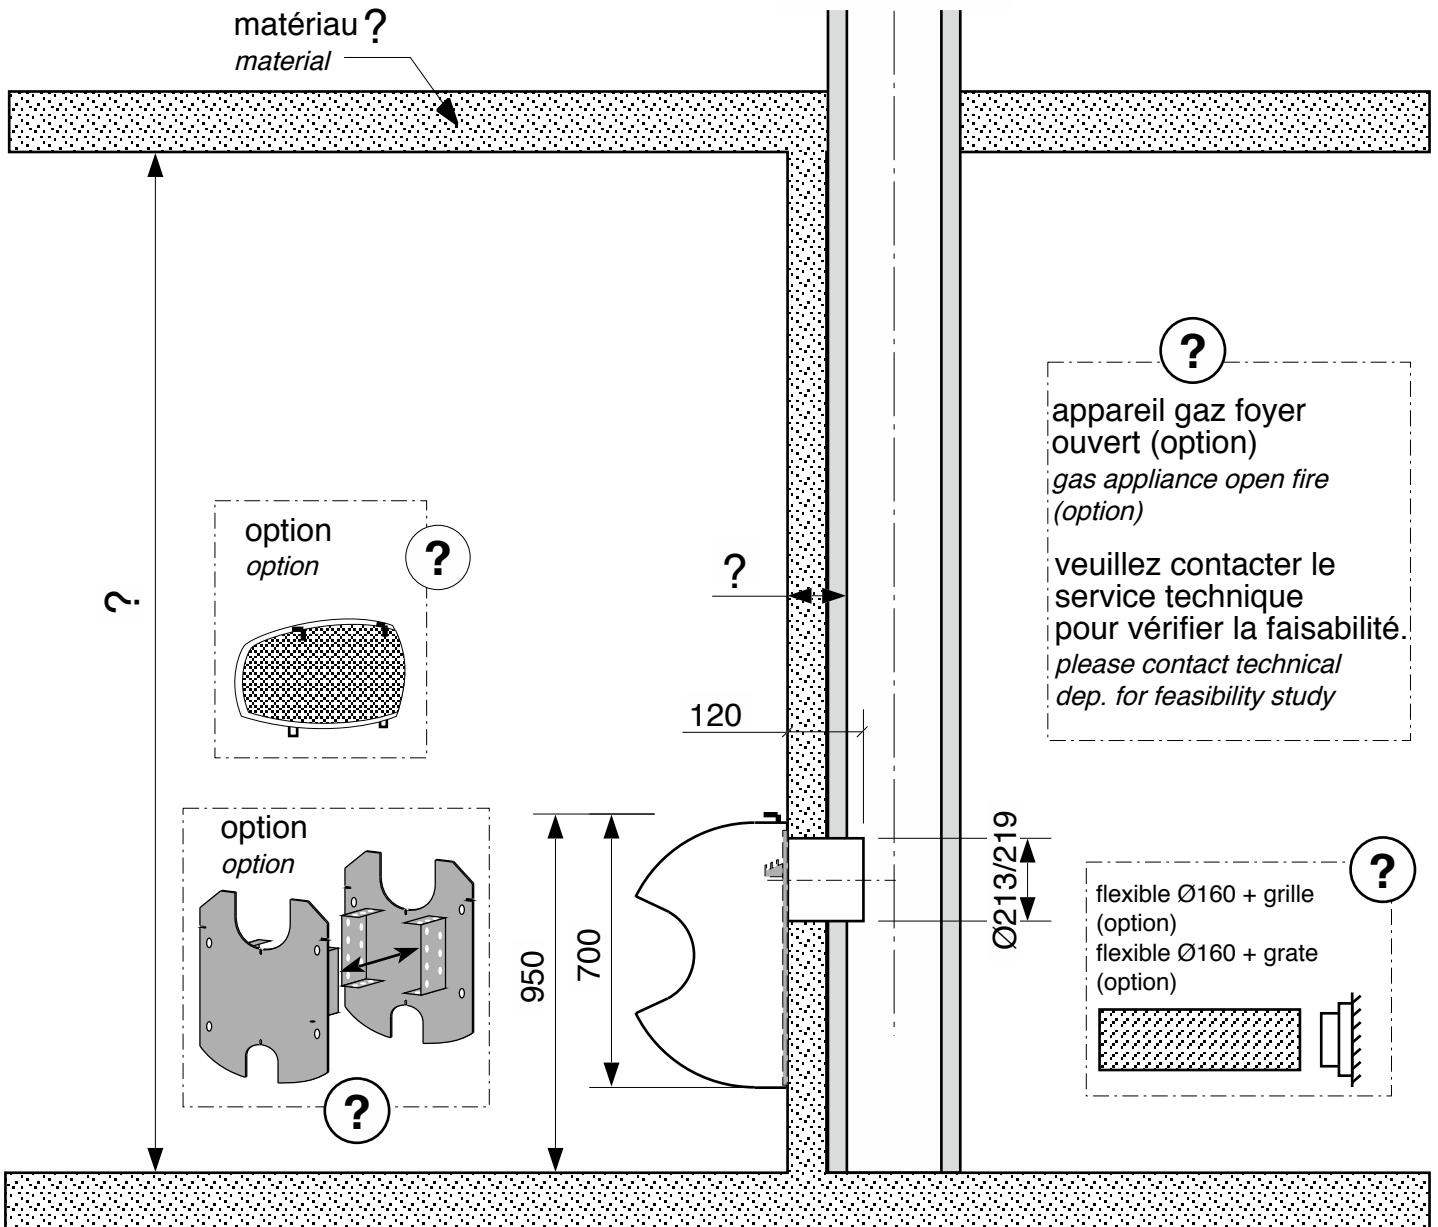 matériau ?
material
?
appareil gaz foyer
ouvert (option)
gas appliance open fire
(option)
veuillez contacter le
service technique
pour vérifier la faisabilité.
please contact technical
dep. for feasibility study
option
option
?
?
?
120
option
option
?
950
700
Ø213/219
?
flexible Ø160 + grille
(option)
flexible Ø160 + grate
(option)